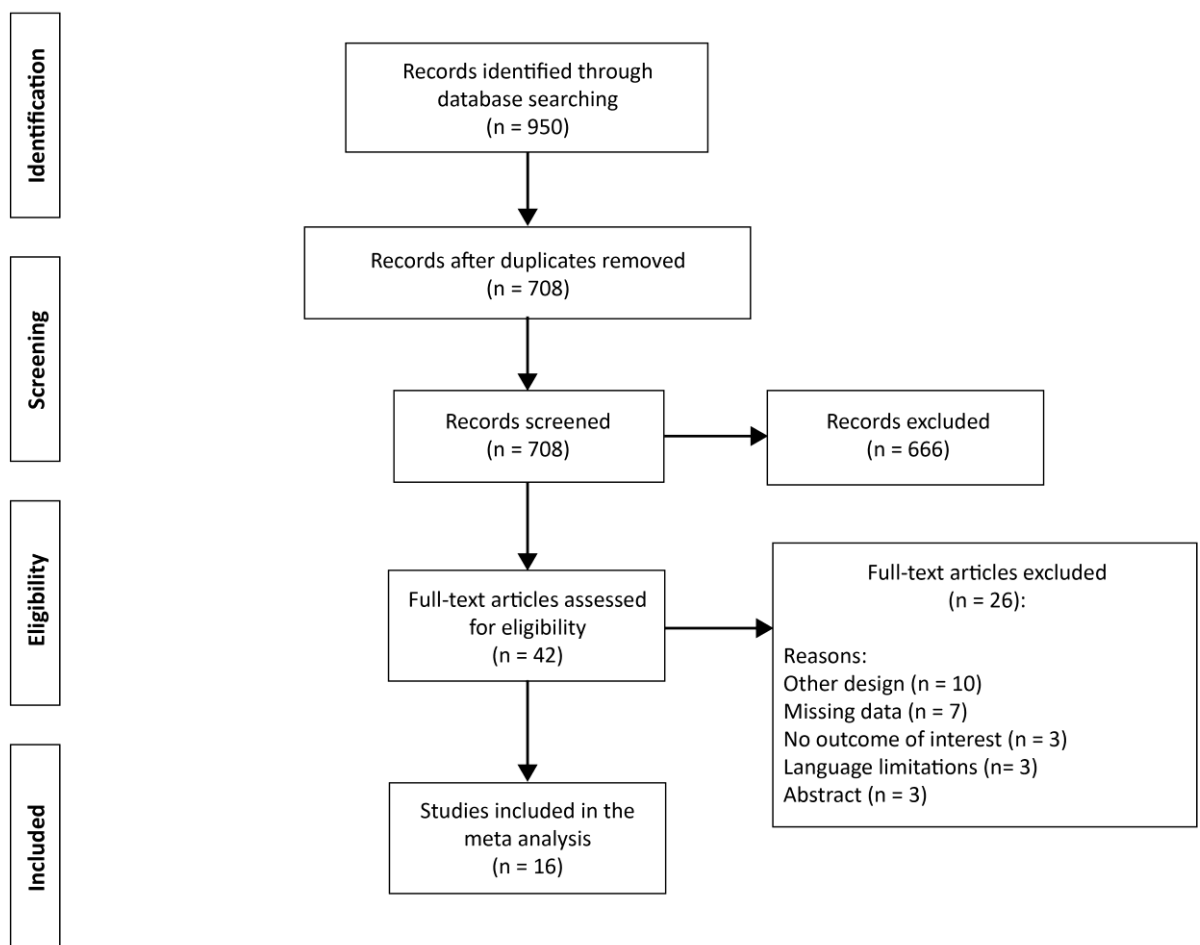 Identification
Records identified through
database searching
(n = 950)
Records after duplicates removed
(n = 708)
Screening
Records screened
(n = 708)
Records excluded
(n = 666)
Eligibility
Full-text articles assessed
for eligibility
(n = 42)
Full-text articles excluded
(n = 26):
Reasons:
Other design (n = 10)
Missing data (n = 7)
No outcome of interest (n = 3)
Language limitations (n= 3)
Abstract (n = 3)
Included
Studies included in the
meta analysis
(n = 16)